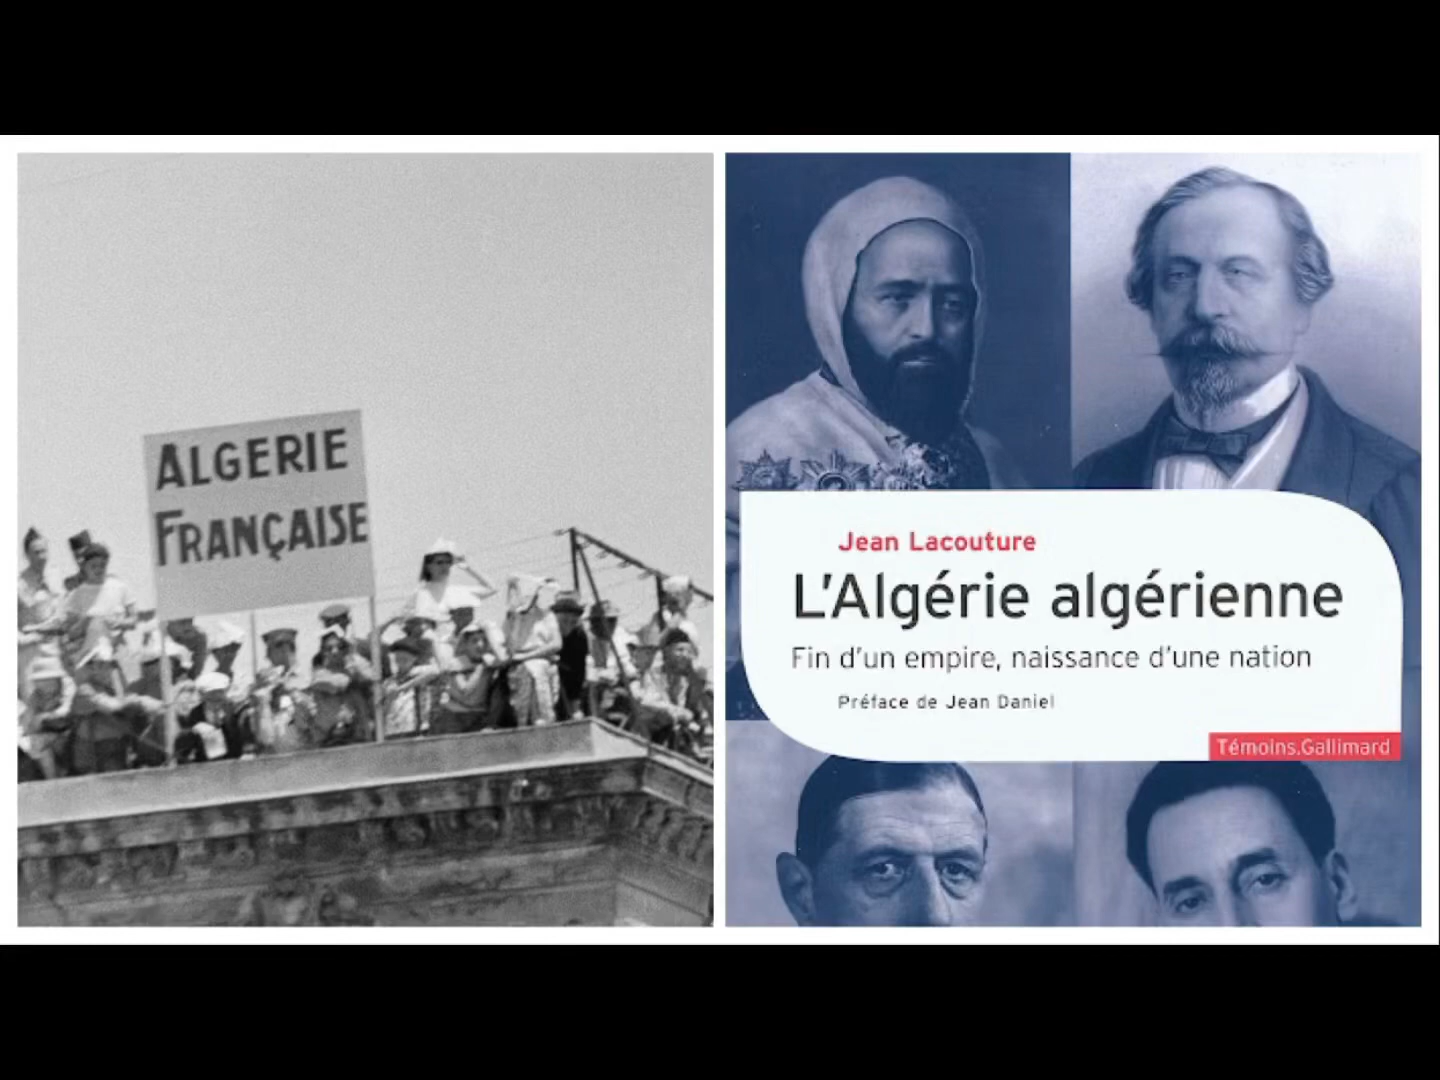 ALGERIE
FRANÇAISE
Jean Lacouture
L'Algérie algérienne
Fin d'un empire, naissance d'une nation
Préface de Jean Daniel
Témoins.Gallimard